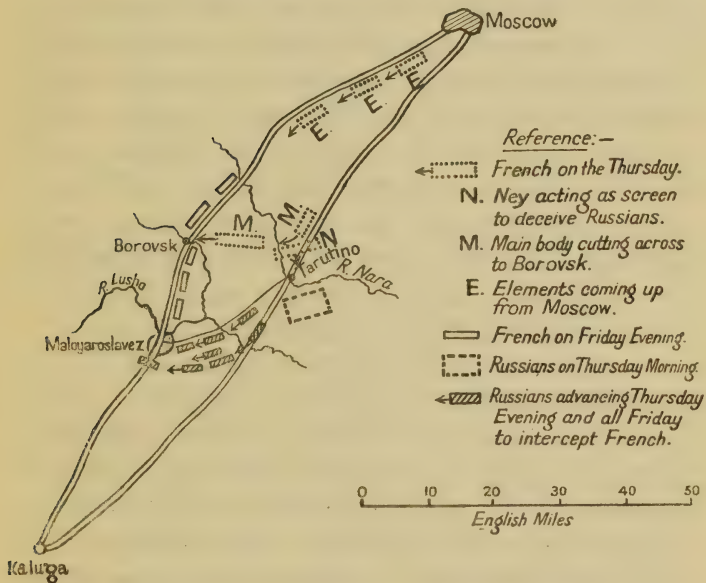 Moscow
E
E
E
Reference:—
French on the Thursday.
N. Ney acting as screen
to deceive Russians.
M. Main body cutting across
to Borovsk.
E. Elements coming up
from Moscow.
French on Friday Evening.
Russians on Thursday Morning.
Russians advancing Thursday
Evening and all Friday
to intercept French.
M.
M.
N
Borovsk
Tarutino
R. Nara
R. Lusha
Maloyaroslavez
Kaluga
0 10 20 30 40 50
English Miles